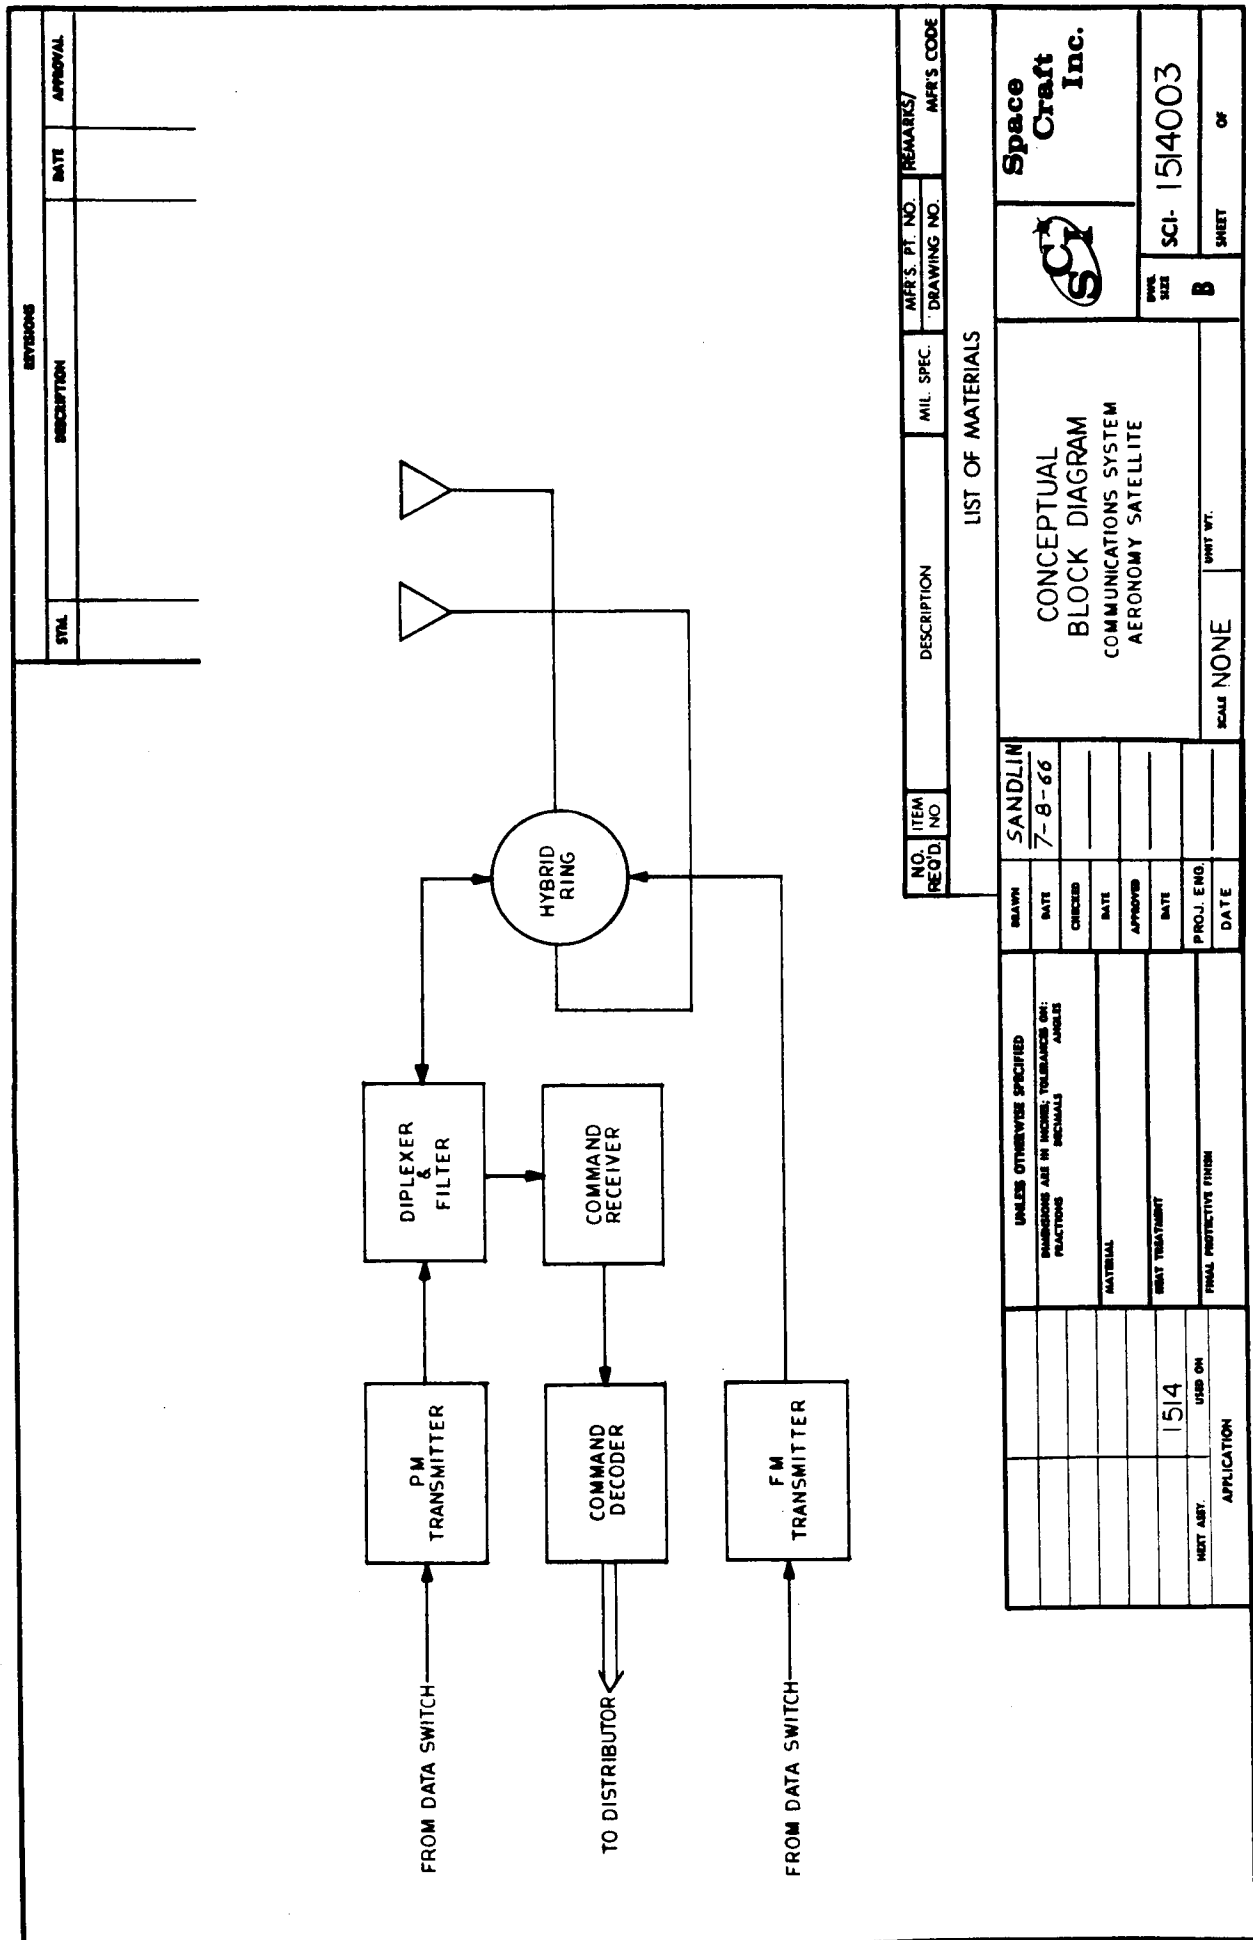 REVISIONS
SYM.
DESCRIPTION
DATE
APPROVAL
FROM DATA SWITCH
PM
TRANSMITTER
DIPLEXER
&
FILTER
TO DISTRIBUTOR
COMMAND
DECODER
COMMAND
RECEIVER
HYBRID
RING
FROM DATA SWITCH
FM
TRANSMITTER
NO.
REQ'D.
ITEM
NO
DESCRIPTION
MIL. SPEC.
MFR'S. PT. NO.
DRAWING NO.
REMARKS/
MFR'S CODE
LIST OF MATERIALS
1514
NEXT ASSY.
USED ON
APPLICATION
UNLESS OTHERWISE SPECIFIED
DIMENSIONS ARE IN INCHES; TOLERANCES ON:
FRACTIONS DECIMALS ANGLES
MATERIAL
HEAT TREATMENT
FINAL PROTECTIVE FINISH
DRAWN SANDLIN
DATE 7-8-66
CHECKED
DATE
APPROVED
DATE
PROJ. ENG.
DATE
CONCEPTUAL
BLOCK DIAGRAM
COMMUNICATIONS SYSTEM
AERONOMY SATELLITE
SCALE NONE
UNIT WT.
SCI
Space
Craft
Inc.
DWG.
SIZE
B
SCI- 1514003
SHEET OF